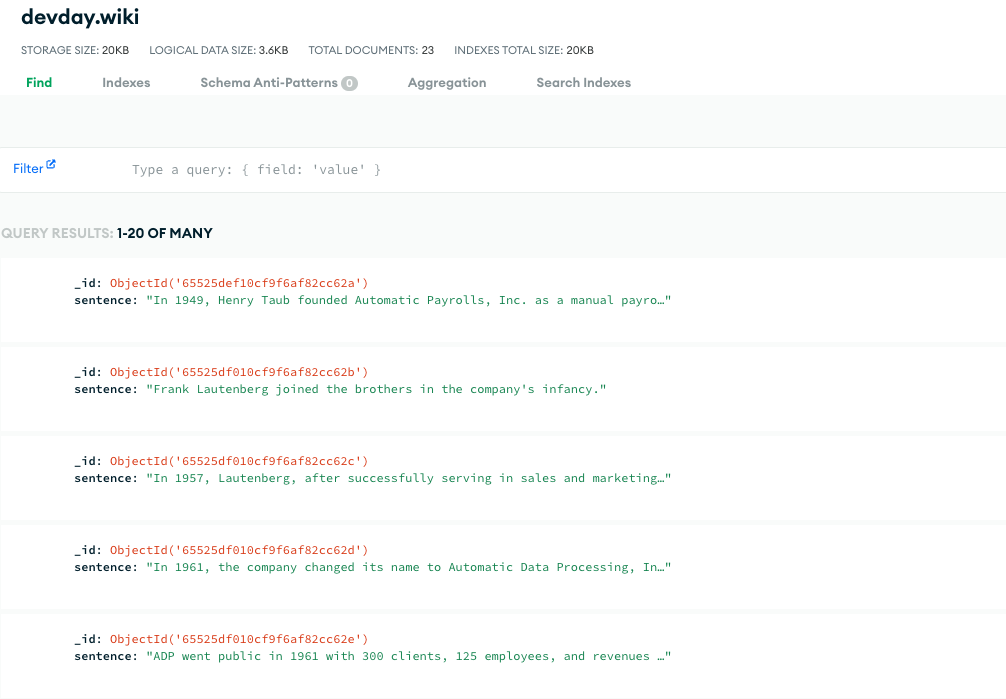 devday.wiki
STORAGE SIZE: 20KB LOGICAL DATA SIZE: 3.6KB TOTAL DOCUMENTS: 23 INDEXES TOTAL SIZE: 20KB
Find Indexes Schema Anti-Patterns 0 Aggregation Search Indexes
Filter Type a query: { field: 'value' }
QUERY RESULTS: 1-20 OF MANY
_id: ObjectId('65525def10cf9f6af82cc62a')
sentence: "In 1949, Henry Taub founded Automatic Payrolls, Inc. as a manual payro…"
_id: ObjectId('65525df010cf9f6af82cc62b')
sentence: "Frank Lautenberg joined the brothers in the company's infancy."
_id: ObjectId('65525df010cf9f6af82cc62c')
sentence: "In 1957, Lautenberg, after successfully serving in sales and marketing…"
_id: ObjectId('65525df010cf9f6af82cc62d')
sentence: "In 1961, the company changed its name to Automatic Data Processing, In…"
_id: ObjectId('65525df010cf9f6af82cc62e')
sentence: "ADP went public in 1961 with 300 clients, 125 employees, and revenues …"